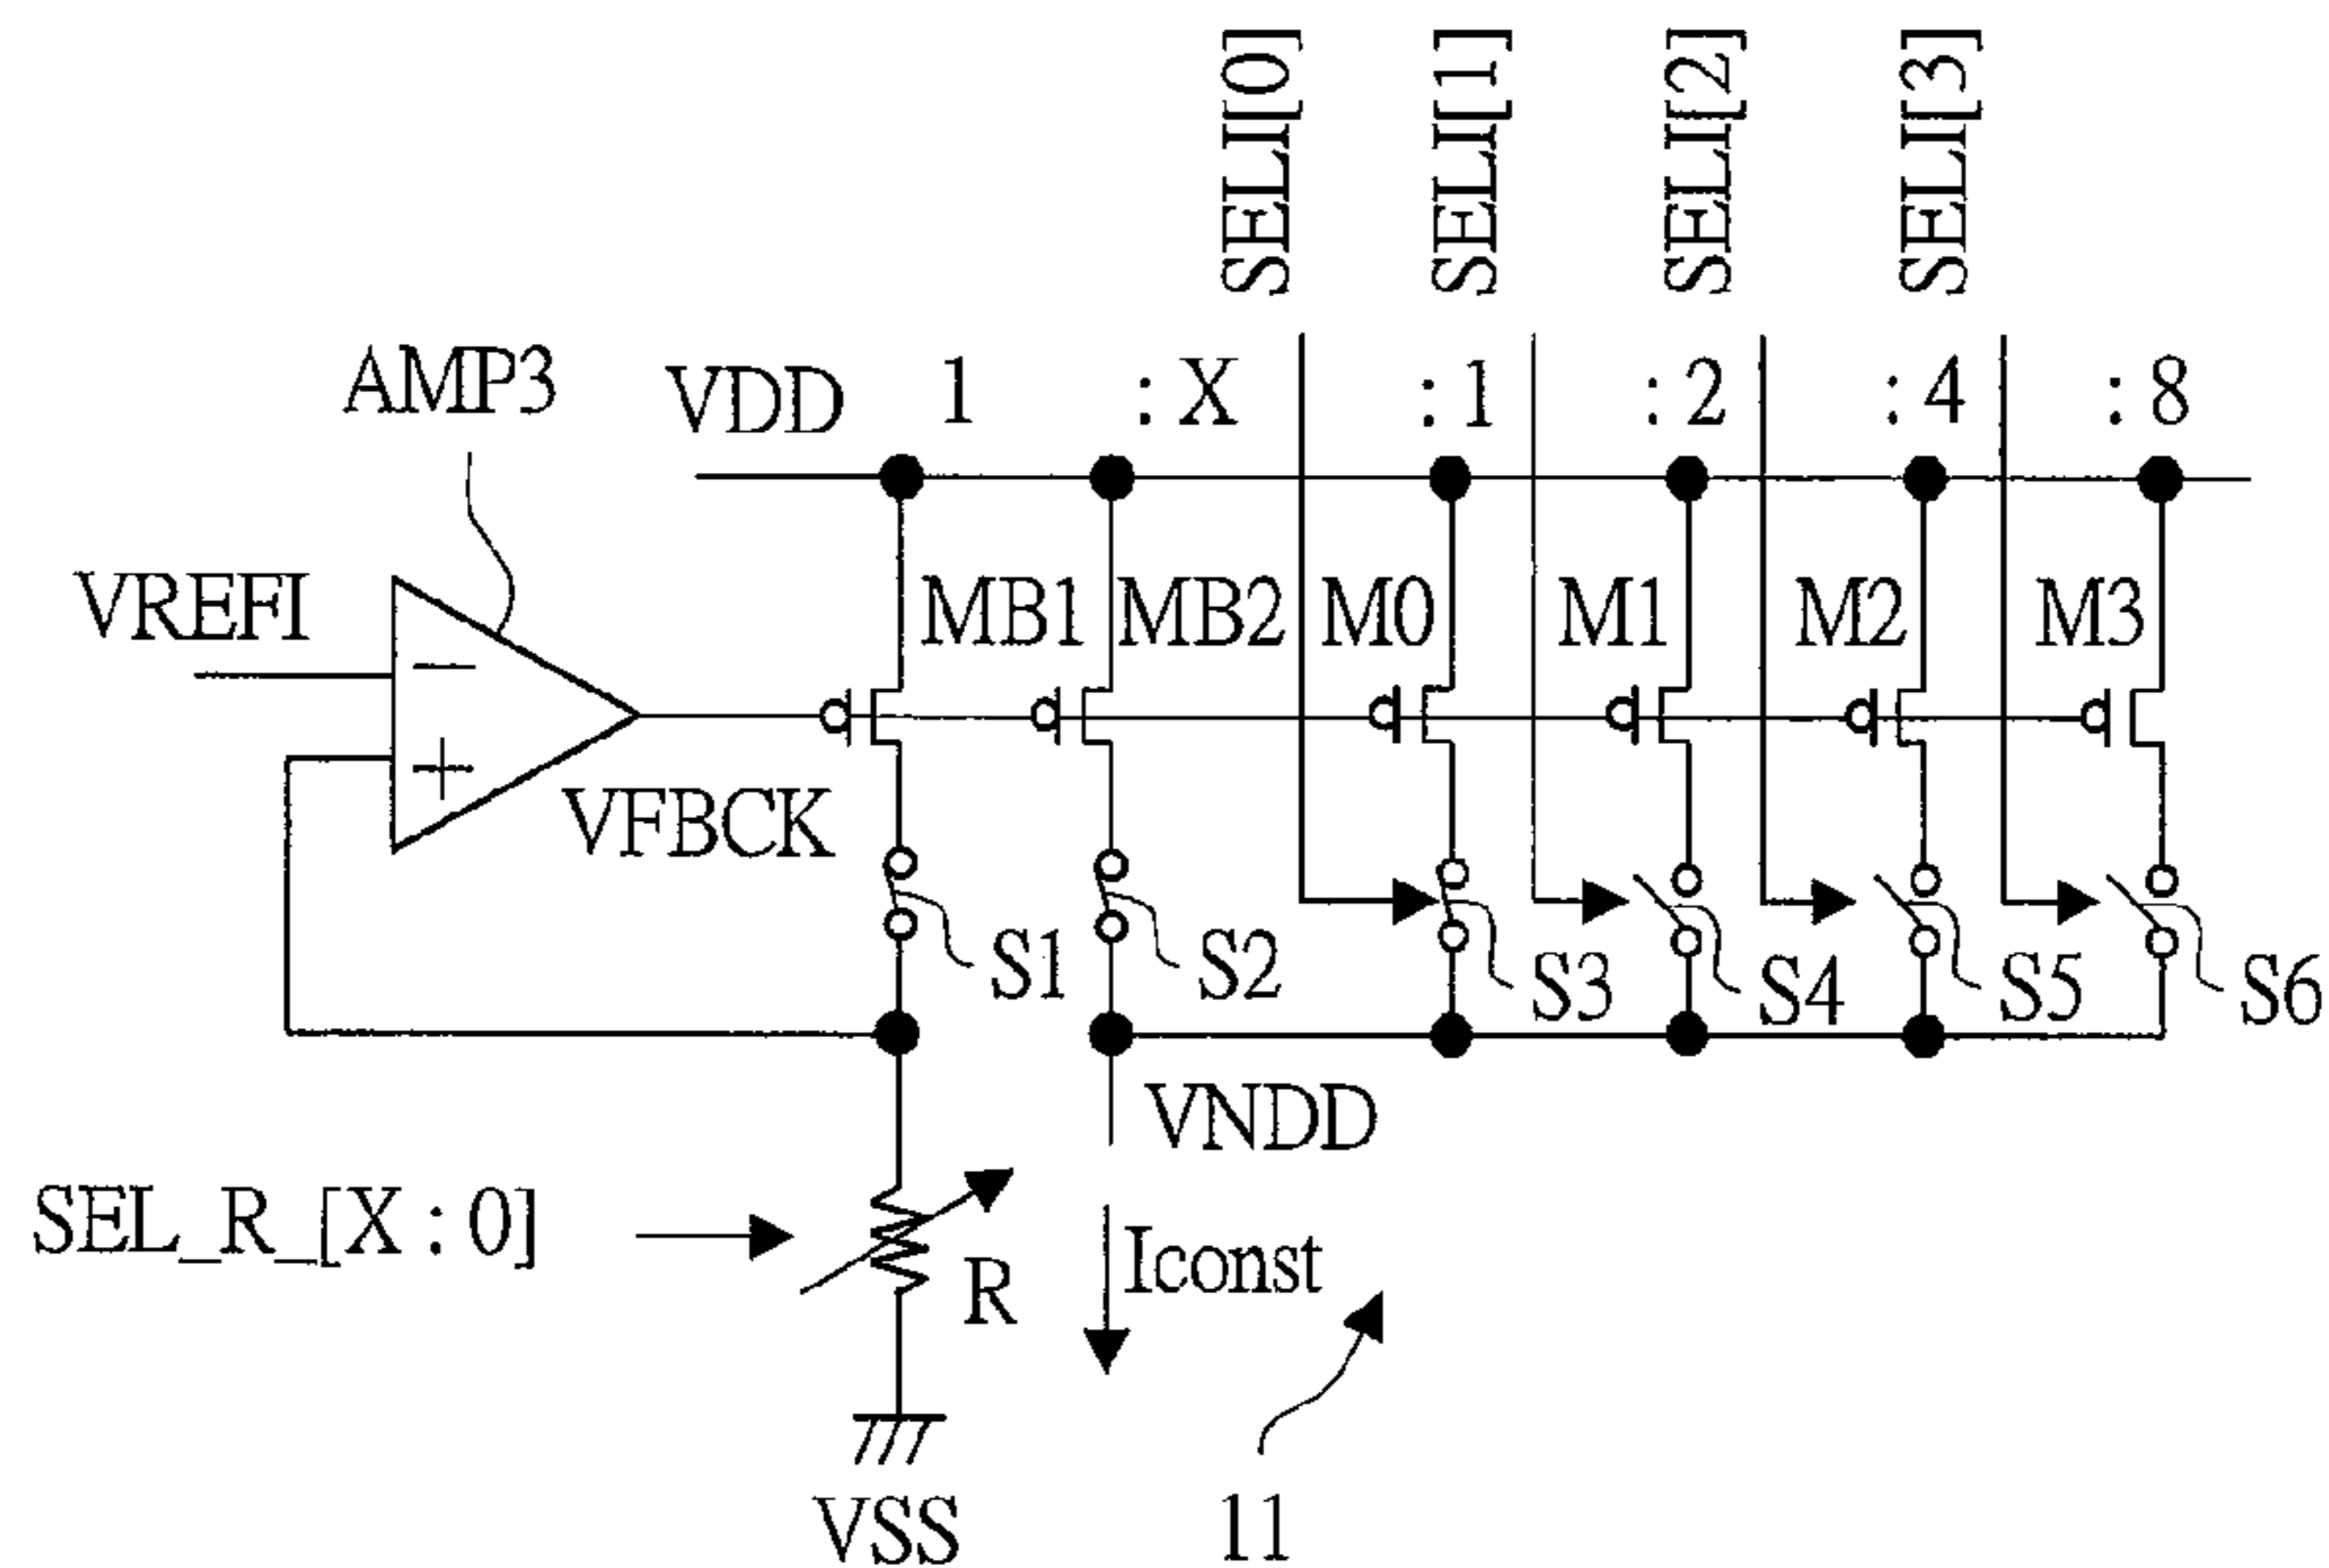 SELI[0]
SELI[1]
SELI[2]
SELI[3]
AMP3
VDD
1
: X
: 1
: 2
: 4
: 8
VREFI
MB1
MB2
M0
M1
M2
M3
−
+
VFBCK
S1
S2
S3
S4
S5
S6
VNDD
SEL_R_[X : 0]
R
Iconst
VSS
11